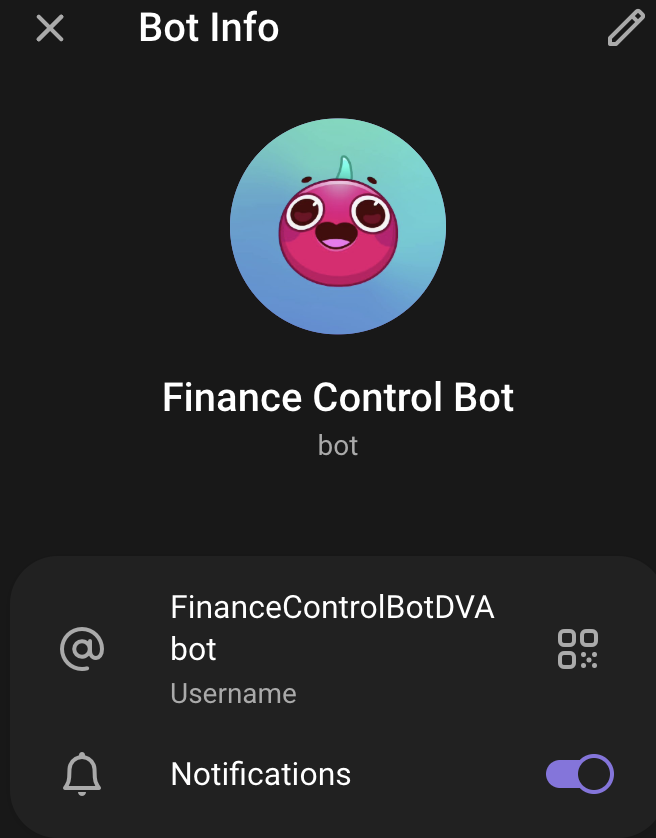 Bot Info
Finance Control Bot
bot
FinanceControlBotDVA
bot
Username
Notifications